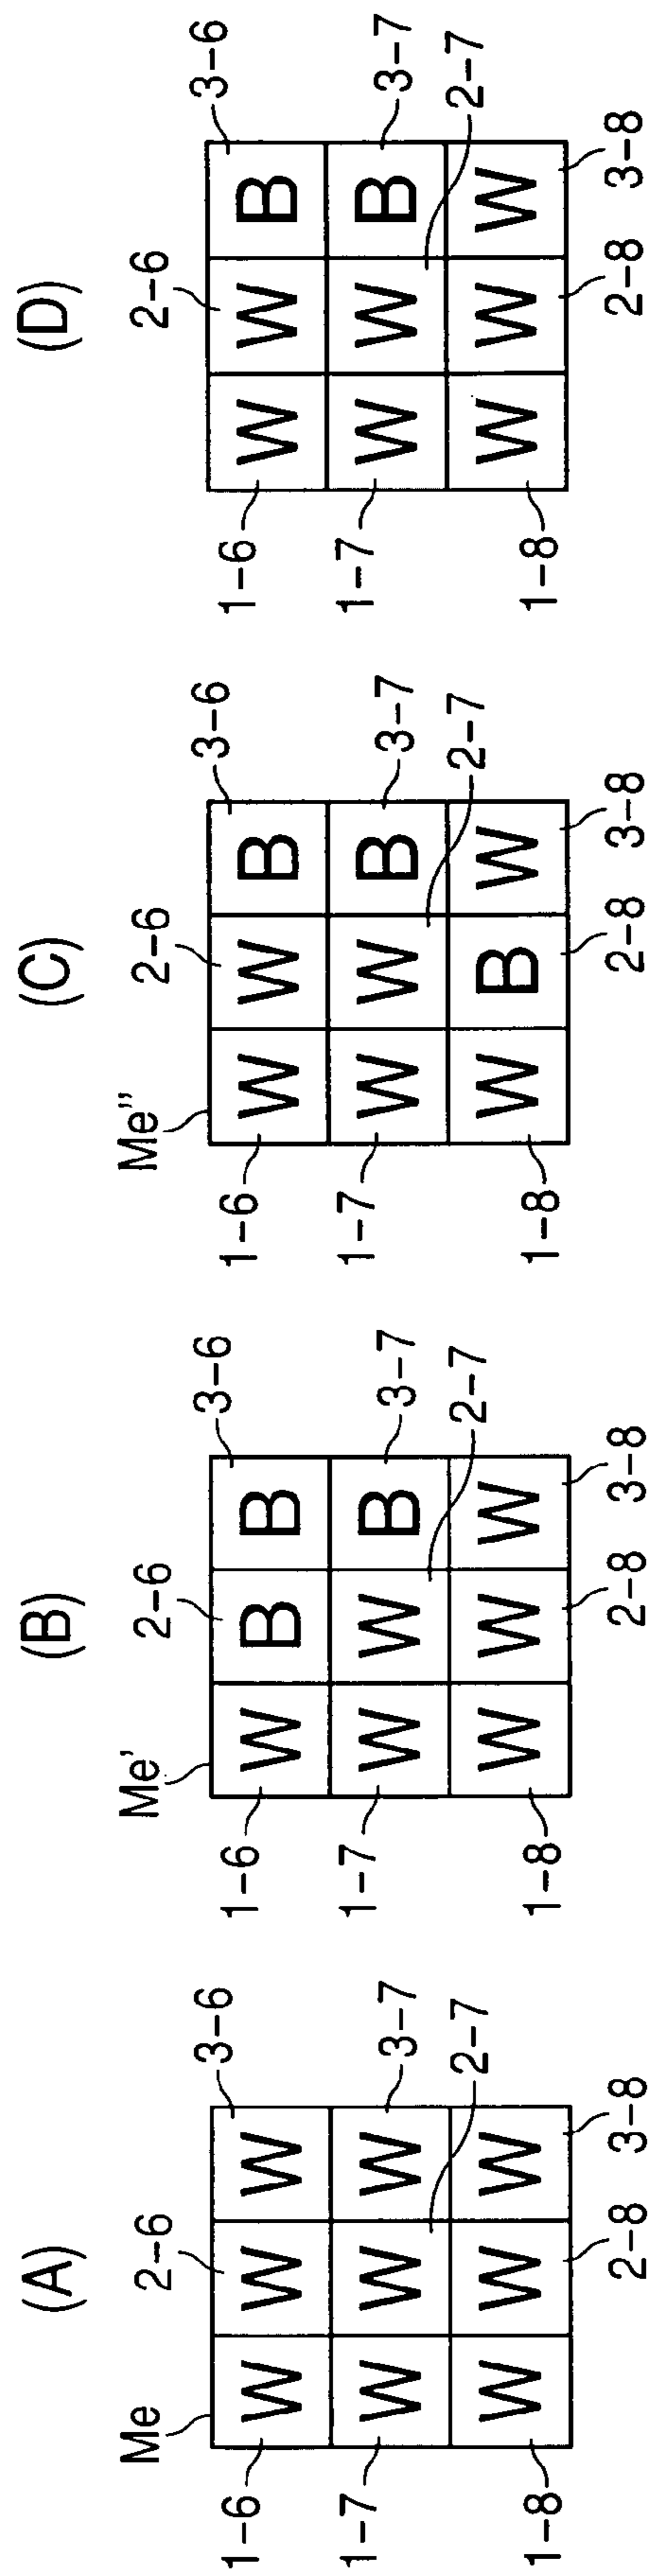 (A)
Me
2-6
3-6
1-6
W W W
3-7
1-7
W W W
2-7
1-8
W W W
2-8
3-8
(B)
Me'
2-6
3-6
1-6
W B B
3-7
1-7
W W B
2-7
1-8
W W W
2-8
3-8
(C)
Me"
2-6
3-6
1-6
W W B
3-7
1-7
W W B
2-7
1-8
W B W
2-8
3-8
(D)
2-6
3-6
1-6
W W B
3-7
1-7
W W B
2-7
1-8
W W W
2-8
3-8